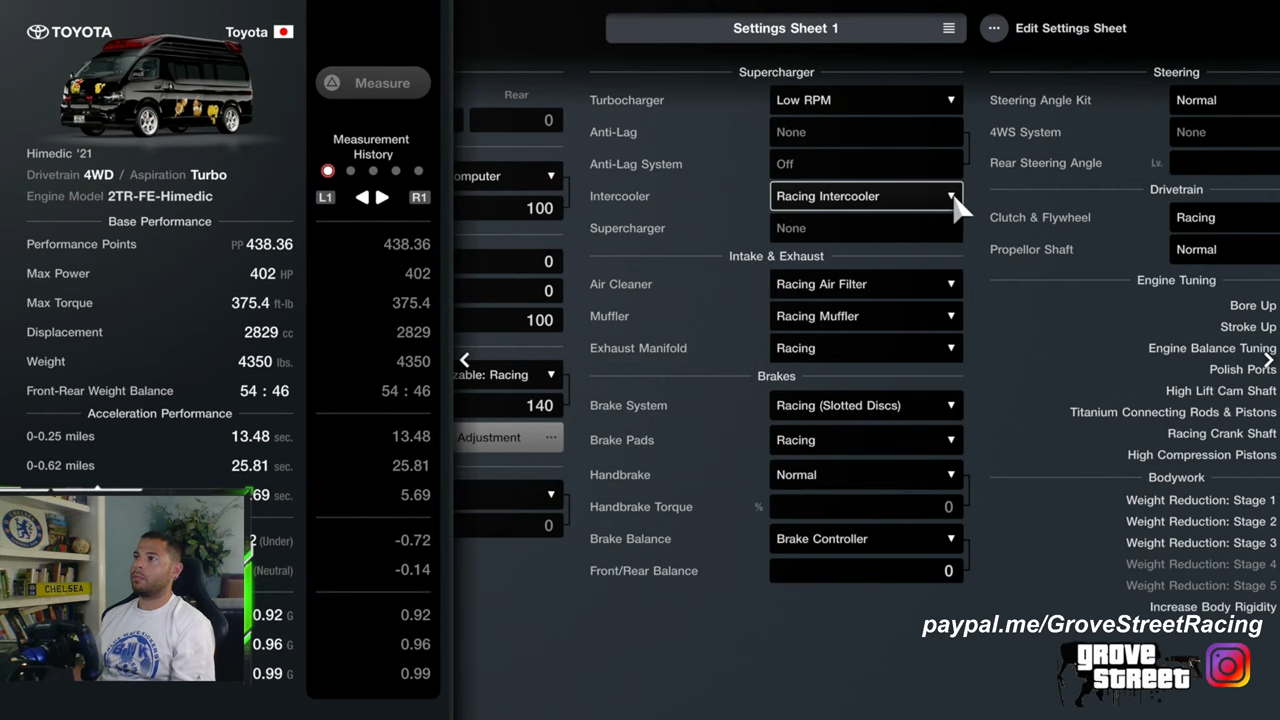 TOYOTA
Toyota
Himedic '21
Drivetrain 4WD / Aspiration Turbo
Engine Model 2TR-FE-Himedic
Base Performance
Performance Points PP 438.36
Max Power 402 HP
Max Torque 375.4 ft-lb
Displacement 2829 cc
Weight 4350 lbs.
Front-Rear Weight Balance 54 : 46
Acceleration Performance
0-0.25 miles 13.48 sec.
0-0.62 miles 25.81 sec.
.69 sec.
(Under)
(Neutral)
0.92 G
0.96 G
0.99 G
Measure
Measurement
History
L1
R1
438.36
402
375.4
2829
4350
54 : 46
13.48
25.81
5.69
-0.72
-0.14
0.92
0.96
0.99
Settings Sheet 1
Edit Settings Sheet
Rear
0
omputer
100
0
0
100
zable: Racing
140
Adjustment
0
Supercharger
Turbocharger Low RPM
Anti-Lag None
Anti-Lag System Off
Intercooler Racing Intercooler
Supercharger None
Intake & Exhaust
Air Cleaner Racing Air Filter
Muffler Racing Muffler
Exhaust Manifold Racing
Brakes
Brake System Racing (Slotted Discs)
Brake Pads Racing
Handbrake Normal
Handbrake Torque % 0
Brake Balance Brake Controller
Front/Rear Balance 0
Steering
Steering Angle Kit Normal
4WS System None
Rear Steering Angle Lv.
Drivetrain
Clutch & Flywheel Racing
Propellor Shaft Normal
Engine Tuning
Bore Up
Stroke Up
Engine Balance Tuning
Polish Ports
High Lift Cam Shaft
Titanium Connecting Rods & Pistons
Racing Crank Shaft
High Compression Pistons
Bodywork
Weight Reduction: Stage 1
Weight Reduction: Stage 2
Weight Reduction: Stage 3
Weight Reduction: Stage 4
Weight Reduction: Stage 5
Increase Body Rigidity
CHELSEA
paypal.me/GroveStreetRacing
grove
street